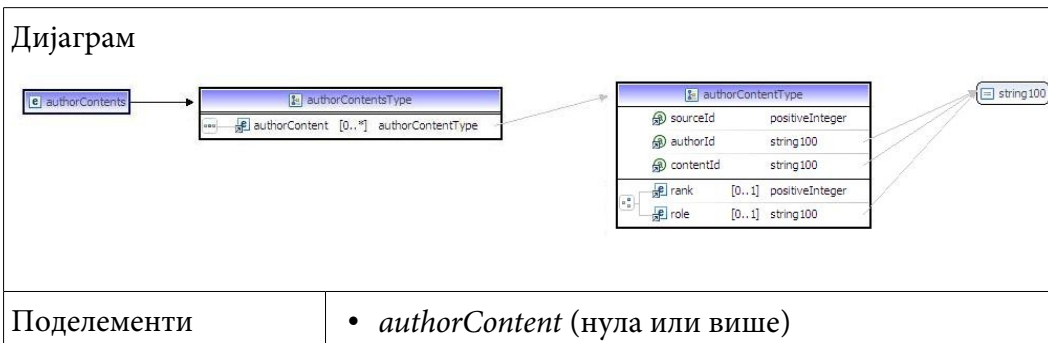 Дијаграм
authorContents
authorContentsType
authorContent [0..*] authorContentType
authorContentType
sourceId positiveInteger
authorId string100
contentId string100
rank [0..1] positiveInteger
role [0..1] string100
string100
Поделементи
• authorContent (нула или више)